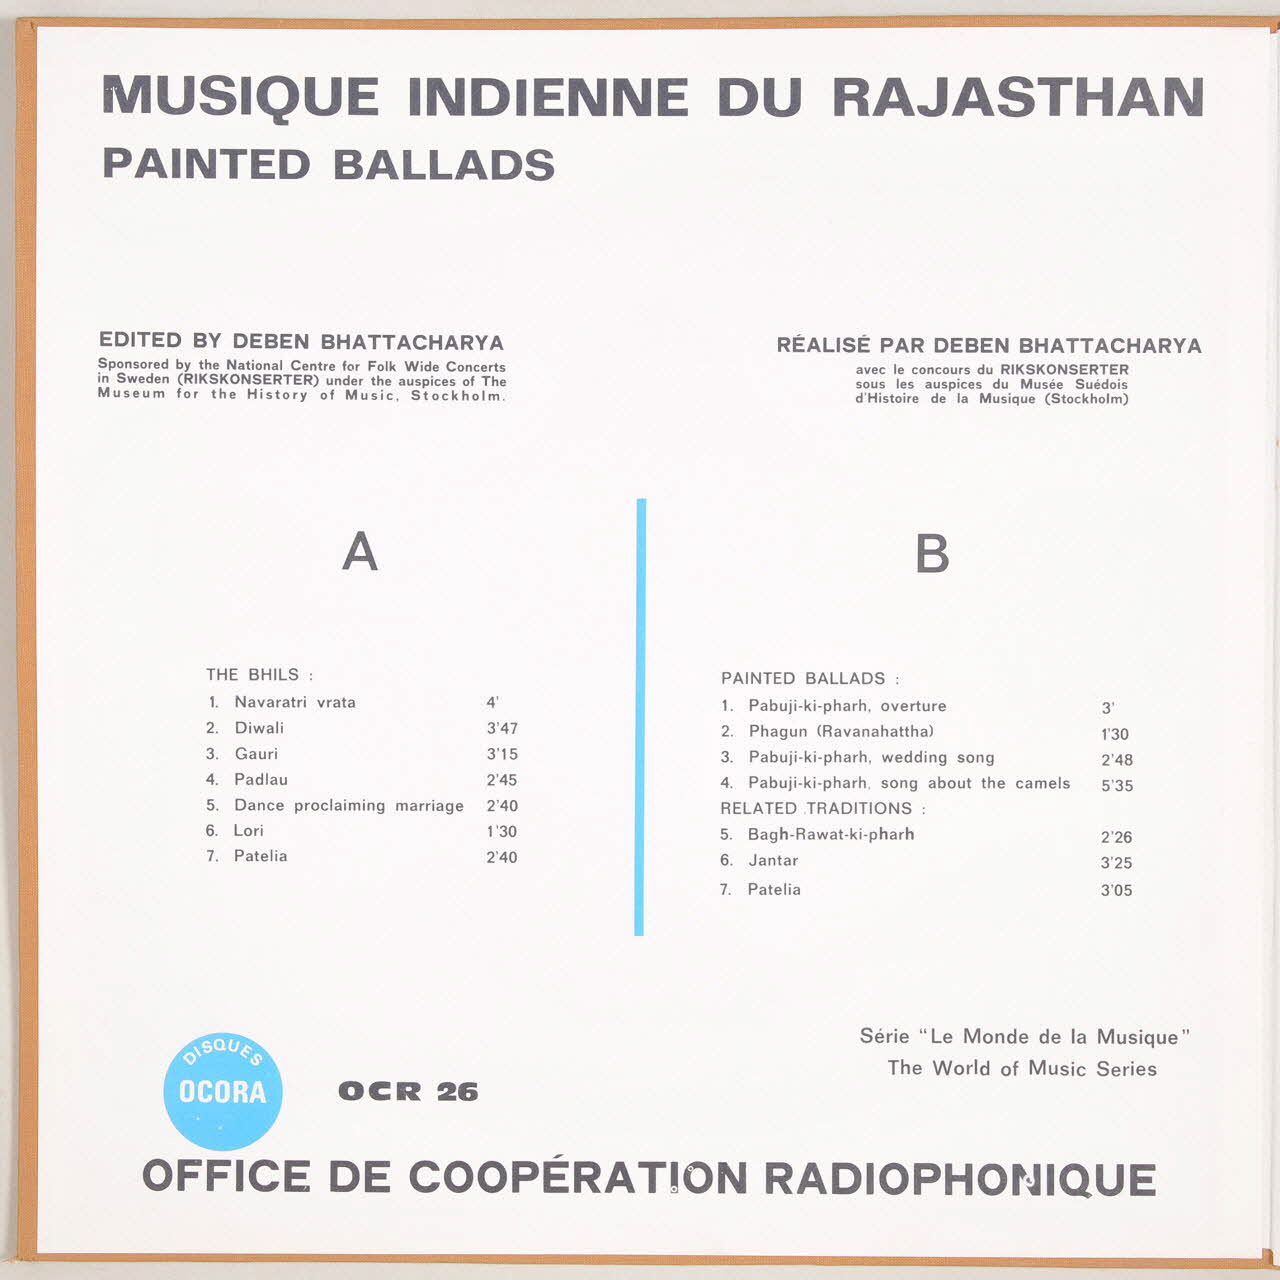 MUSIQUE INDIENNE DU RAJASTHAN
PAINTED BALLADS
EDITED BY DEBEN BHATTACHARYA
Sponsored by the National Centre for Folk Wide Concerts
in Sweden (RIKSKONSERTER) under the auspices of The
Museum for the History of Music, Stockholm.
RÉALISÉ PAR DEBEN BHATTACHARYA
avec le concours du RIKSKONSERTER
sous les auspices du Musée Suédois
d'Histoire de la Musique (Stockholm)
A
THE BHILS :
1. Navaratri vrata 4'
2. Diwali 3'47
3. Gauri 3'15
4. Padlau 2'45
5. Dance proclaiming marriage 2'40
6. Lori 1'30
7. Patelia 2'40
B
PAINTED BALLADS :
1. Pabuji-ki-pharh, overture 3'
2. Phagun (Ravanahattha) 1'30
3. Pabuji-ki-pharh, wedding song 2'48
4. Pabuji-ki-pharh, song about the camels 5'35
RELATED TRADITIONS :
5. Bagh-Rawat-ki-pharh 2'26
6. Jantar 3'25
7. Patelia 3'05
Série "Le Monde de la Musique"
The World of Music Series
DISQUES
OCORA
OCR 26
OFFICE DE COOPÉRATION RADIOPHONIQUE